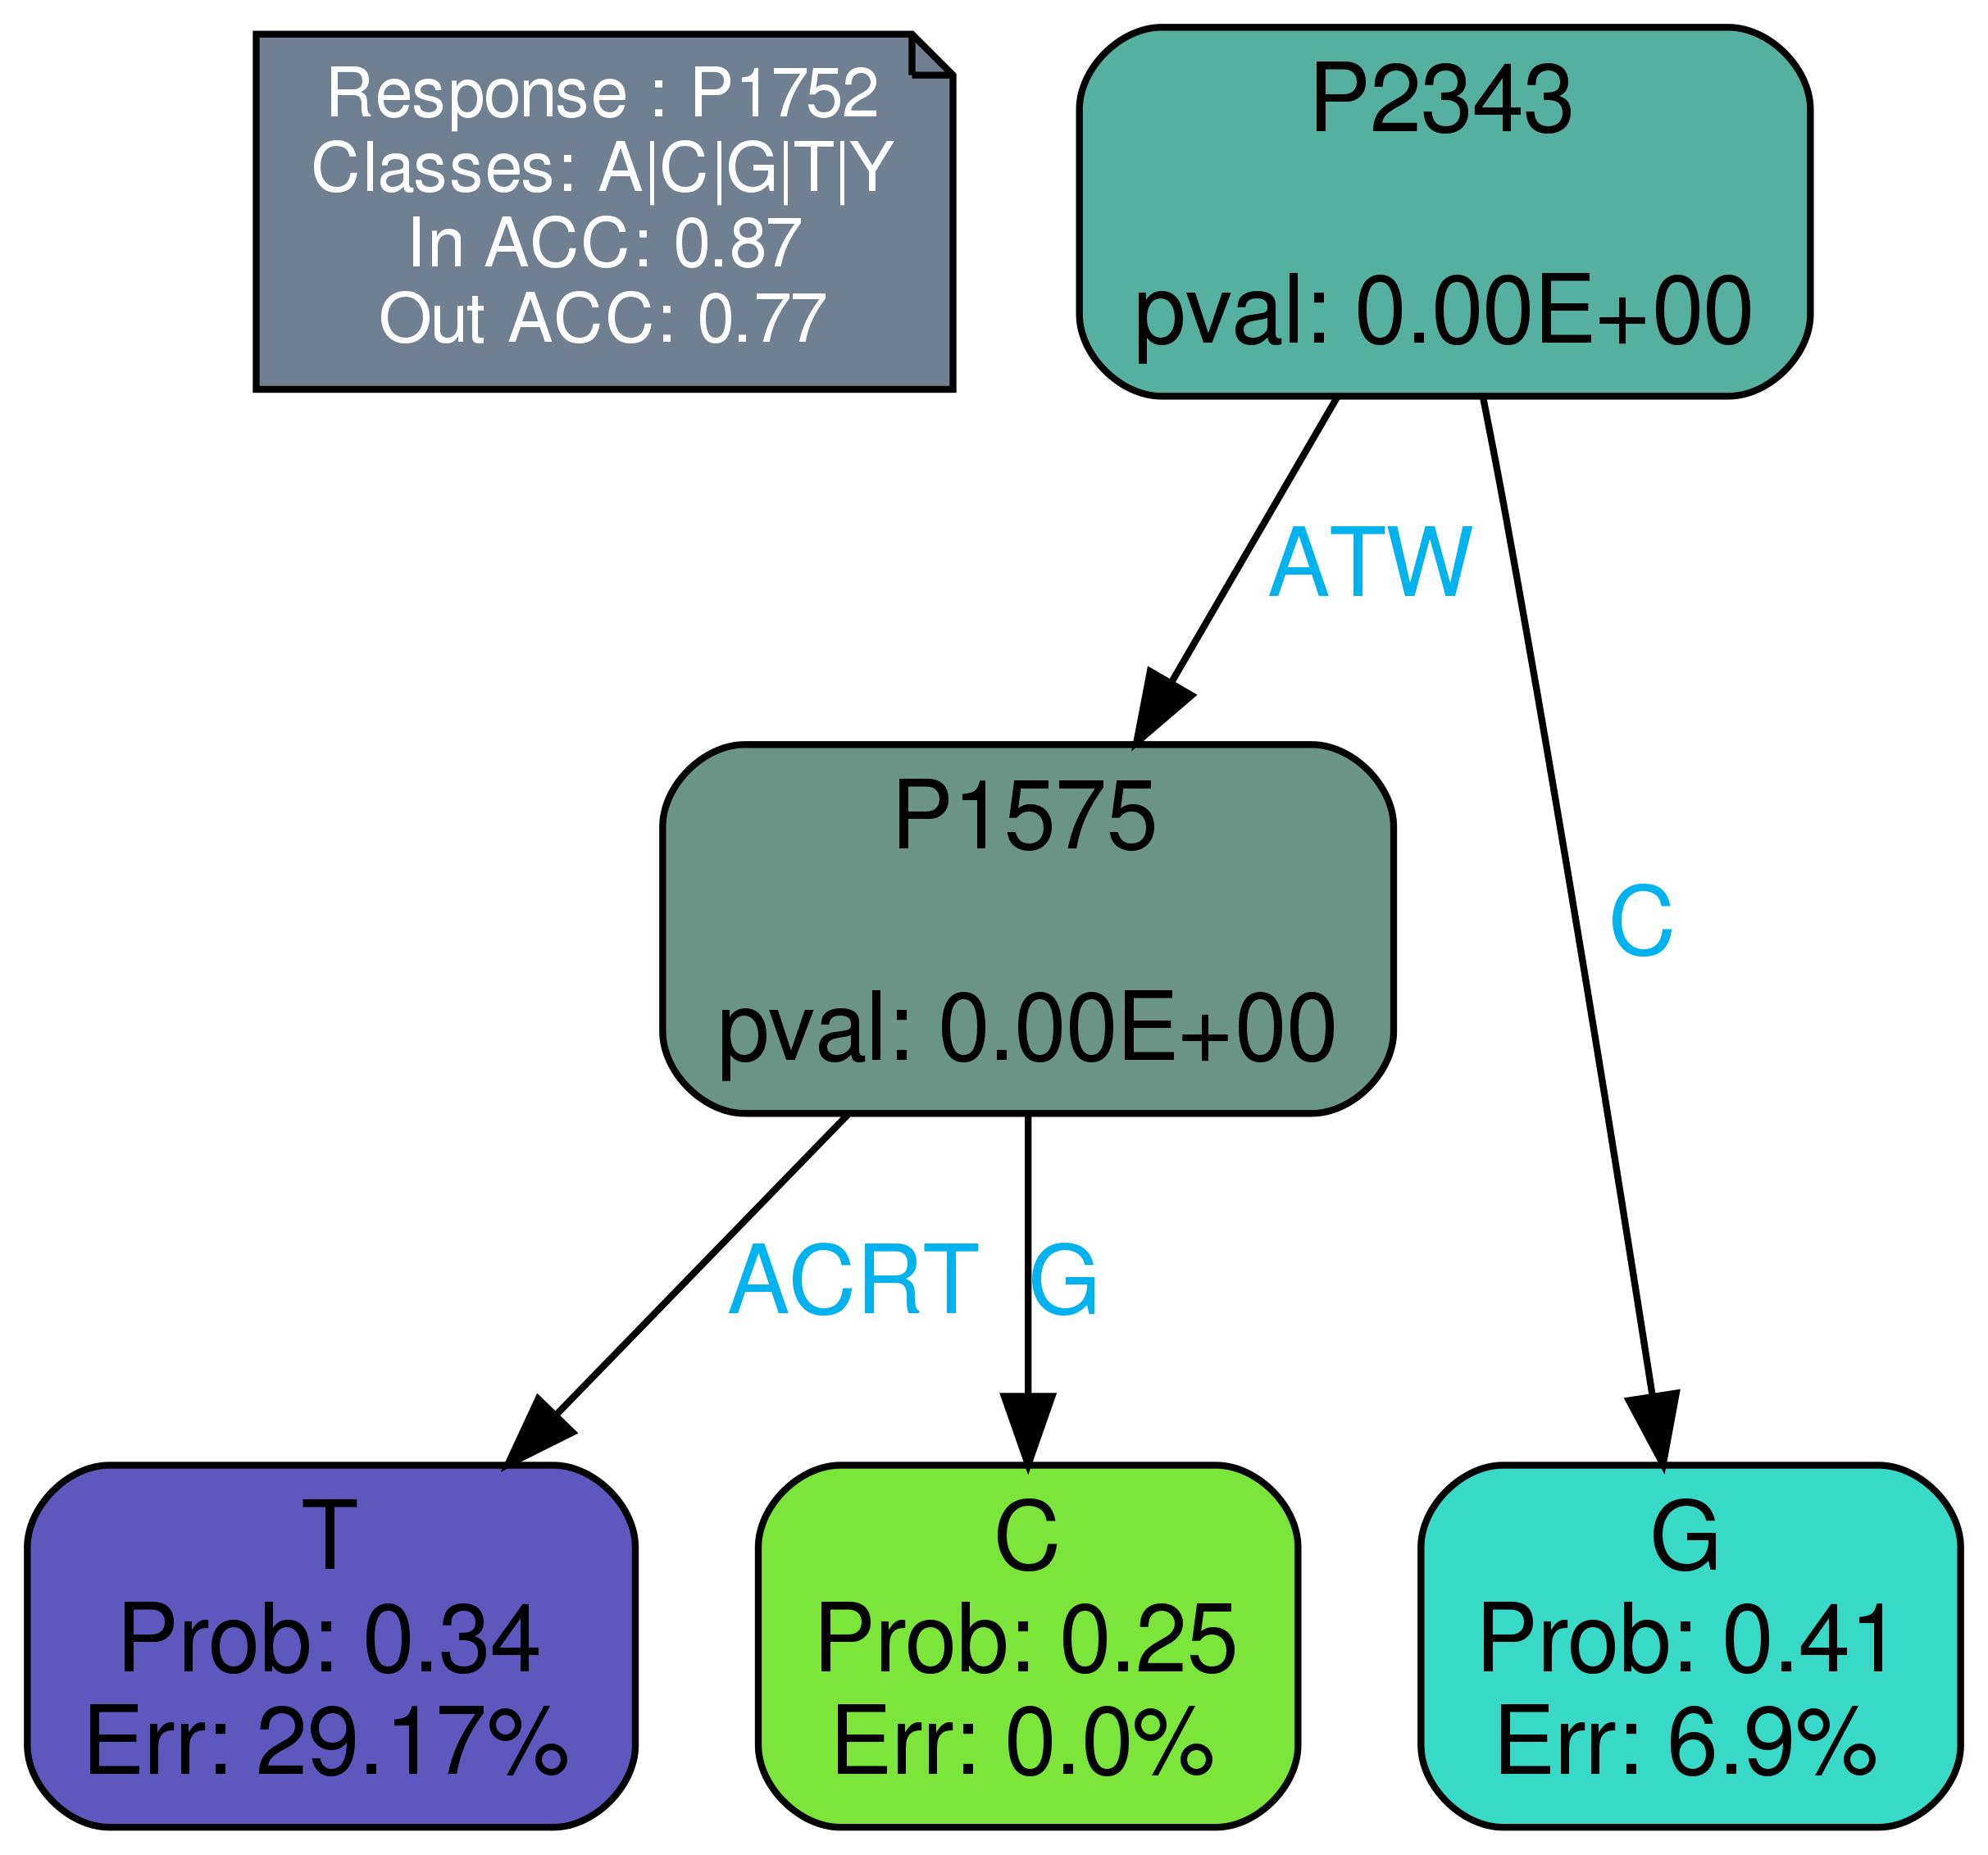 Response : P1752
Classes: A|C|G|T|Y
In ACC: 0.87
Out ACC: 0.77
P2343
pval: 0.00E+00
ATW
C
P1575
pval: 0.00E+00
ACRT
G
T
Prob: 0.34
Err: 29.17%
C
Prob: 0.25
Err: 0.0%
G
Prob: 0.41
Err: 6.9%